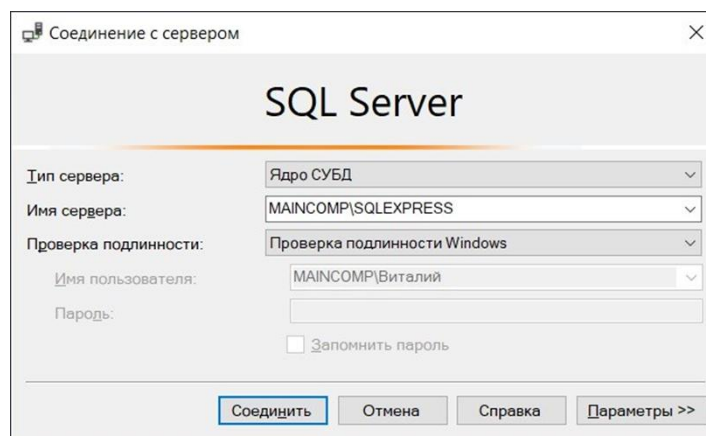 Соединение с сервером
SQL Server
Тип сервера: Ядро СУБД
Имя сервера: MAINCOMP\SQLEXPRESS
Проверка подлинности: Проверка подлинности Windows
Имя пользователя: MAINCOMP\Виталий
Пароль:
Запомнить пароль
Соединить Отмена Справка Параметры >>